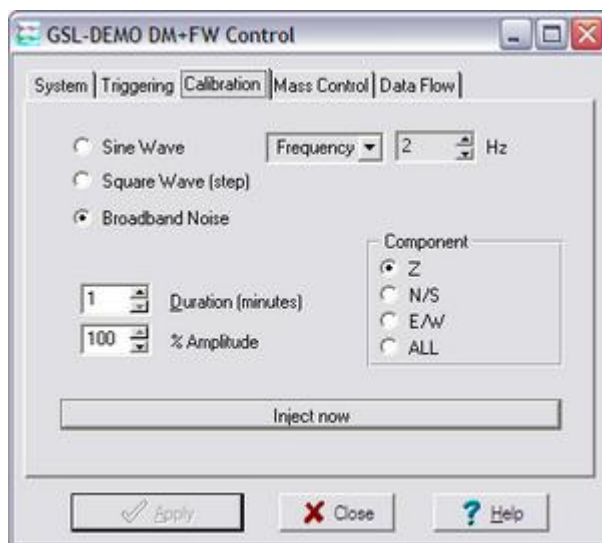 GSL-DEMO DM+FW Control
System Triggering Calibration Mass Control Data Flow
Sine Wave Frequency 2 Hz
Square Wave (step)
Broadband Noise
Component
Z
N/S
E/W
ALL
1 Duration (minutes)
100 % Amplitude
Inject now
Apply Close ? Help